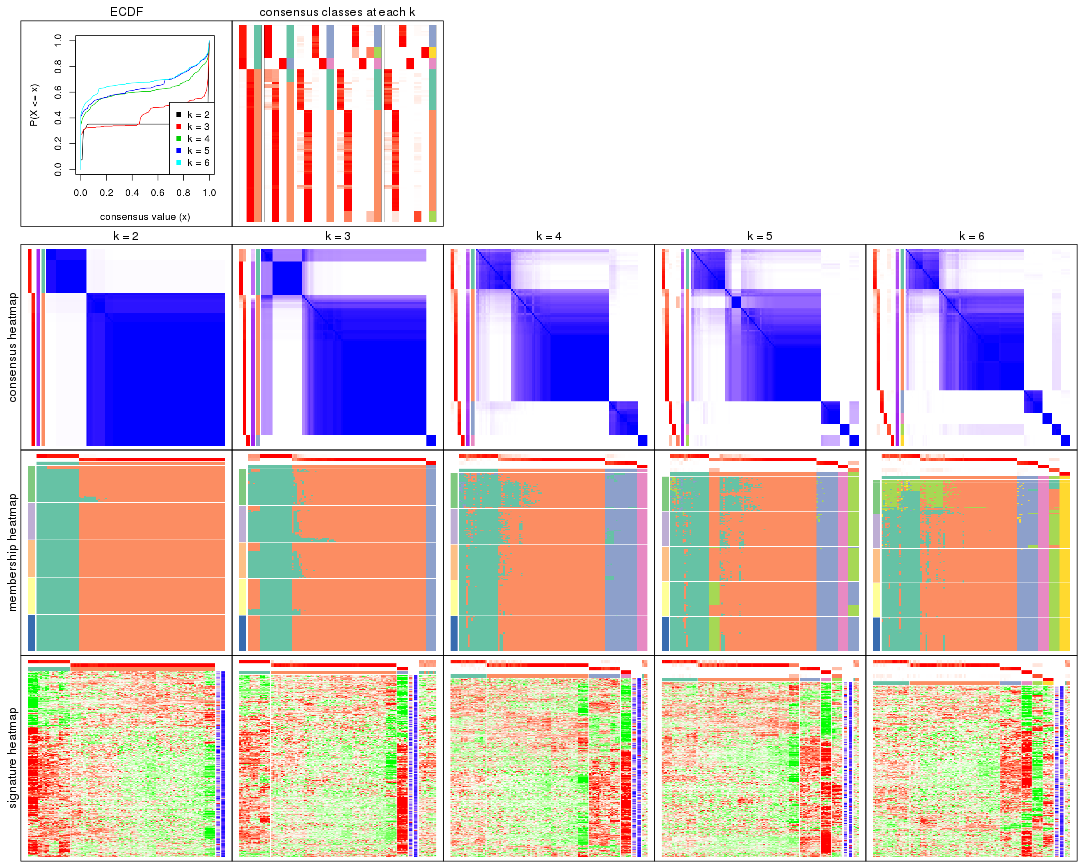 ECDF
consensus classes at each k
P(X <= x)
0.0
0.2
0.4
0.6
0.8
1.0
k = 2
k = 3
k = 4
k = 5
k = 6
0.0 0.2 0.4 0.6 0.8 1.0
consensus value (x)
k = 2
k = 3
k = 4
k = 5
k = 6
consensus heatmap
membership heatmap
signature heatmap